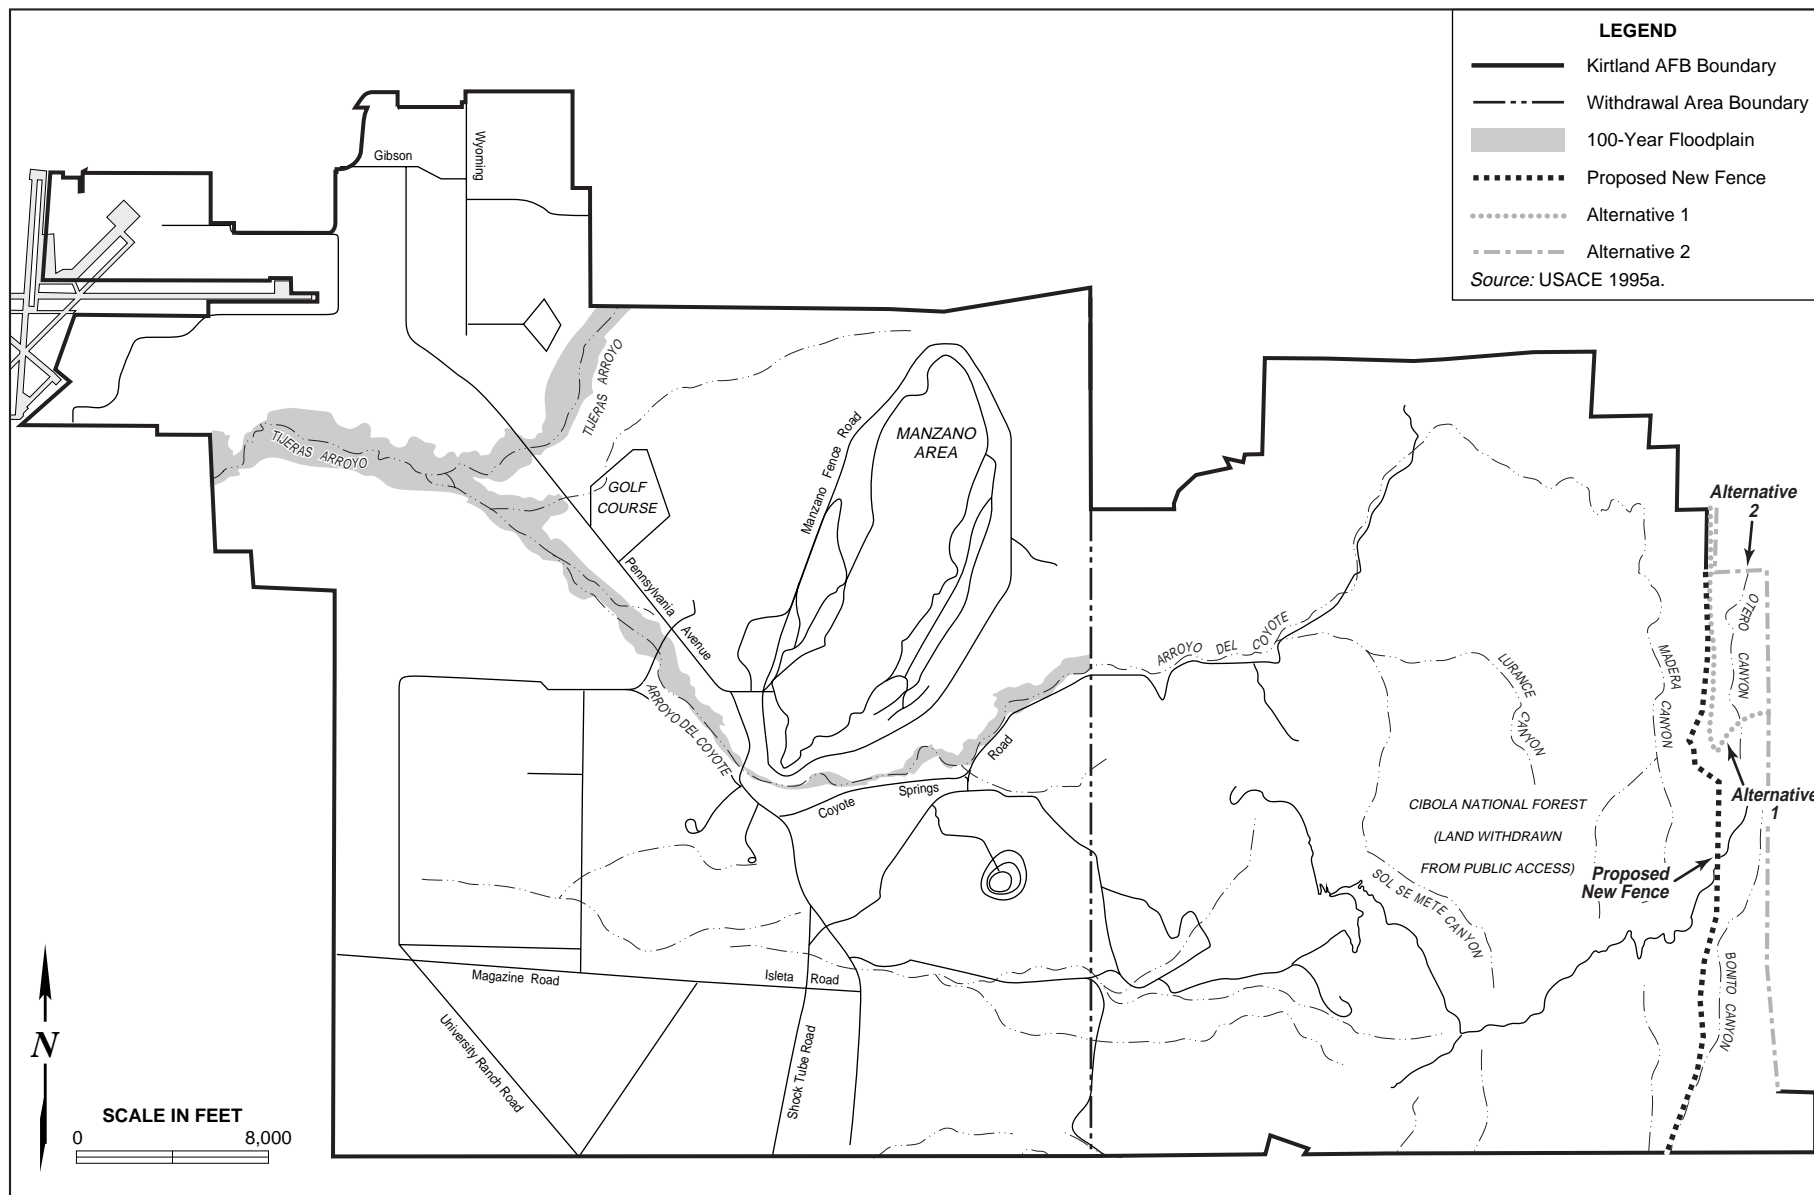 LEGEND
Kirtland AFB Boundary
Withdrawal Area Boundary
100-Year Floodplain
Proposed New Fence
Alternative 1
Alternative 2
Source: USACE 1995a.
Gibson
Wyoming
TIJERAS ARROYO
TIJERAS ARROYO
GOLF
COURSE
Manzano Fence Road
MANZANO
AREA
Pennsylvania
Avenue
ARROYO DEL COYOTE
ARROYO DEL COYOTE
Coyote
Springs
Road
LURANCE
CANYON
MADERA
CANYON
OTERO
CANYON
Alternative
2
Alternative
1
CIBOLA NATIONAL FOREST
(LAND WITHDRAWN
FROM PUBLIC ACCESS)
Proposed
New Fence
SOL SE METE CANYON
BONITO
CANYON
Magazine Road
Isleta Road
University Ranch Road
Shock Tube Road
N
SCALE IN FEET
0 8,000